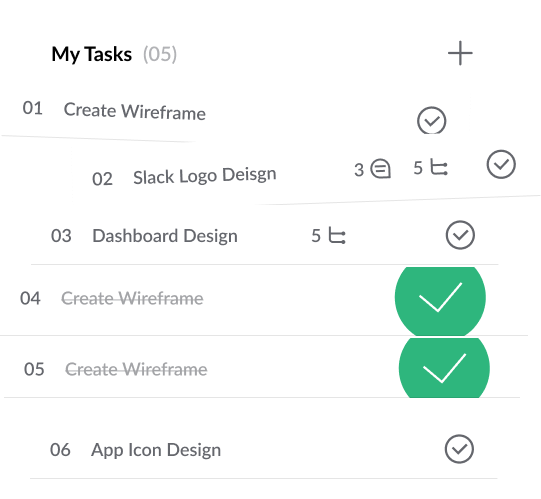 My Tasks (05)
01 Create Wireframe
02 Slack Logo Deisgn 3 5
03 Dashboard Design 5
04 Create Wireframe
05 Create Wireframe
06 App Icon Design